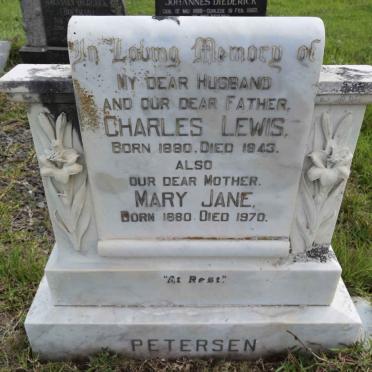 JOHANNES DIEDERICK
In Loving Memory of
MY DEAR HUSBAND
AND OUR DEAR FATHER,
CHARLES LEWIS,
BORN 1880. DIED 1943.
ALSO
OUR DEAR MOTHER.
MARY JANE,
BORN 1880 DIED 1970.
"At Rest."
PETERSEN